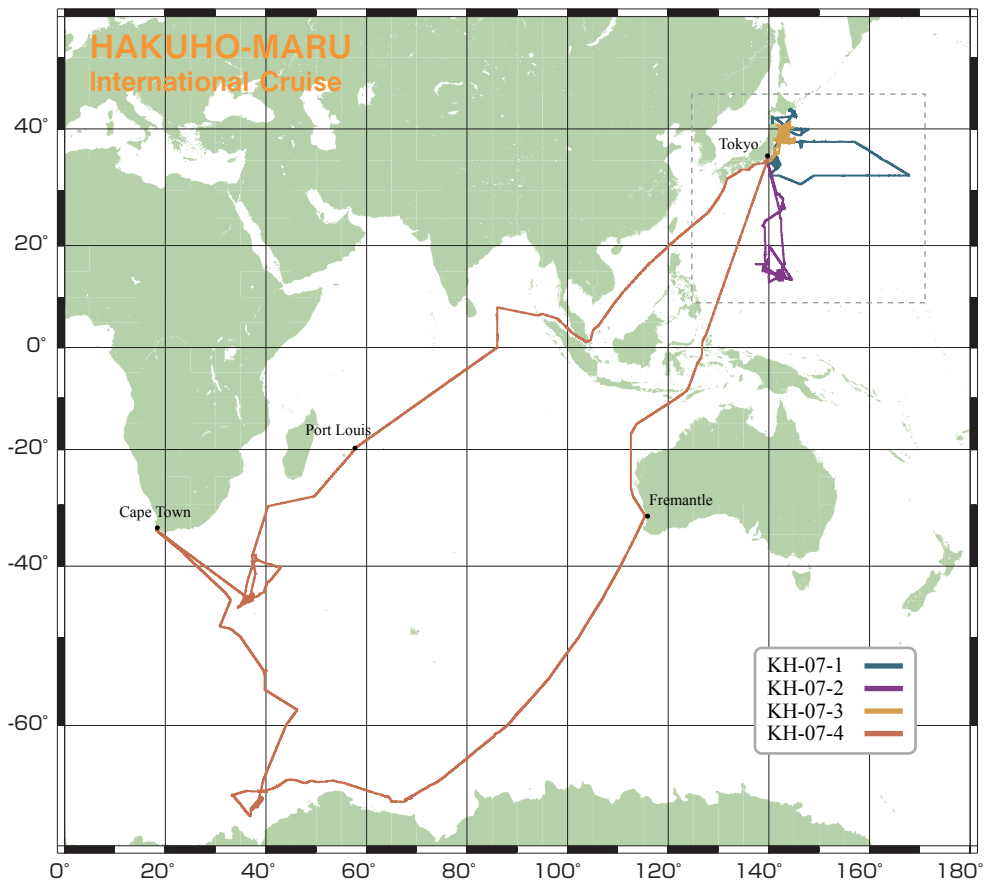 HAKUHO-MARU
International Cruise
40°
Tokyo
20°
0°
Port Louis
-20°
Cape Town
Fremantle
-40°
KH-07-1
KH-07-2
-60°
KH-07-3
KH-07-4
0° 20° 40° 60° 80° 100° 120° 140° 160° 180°